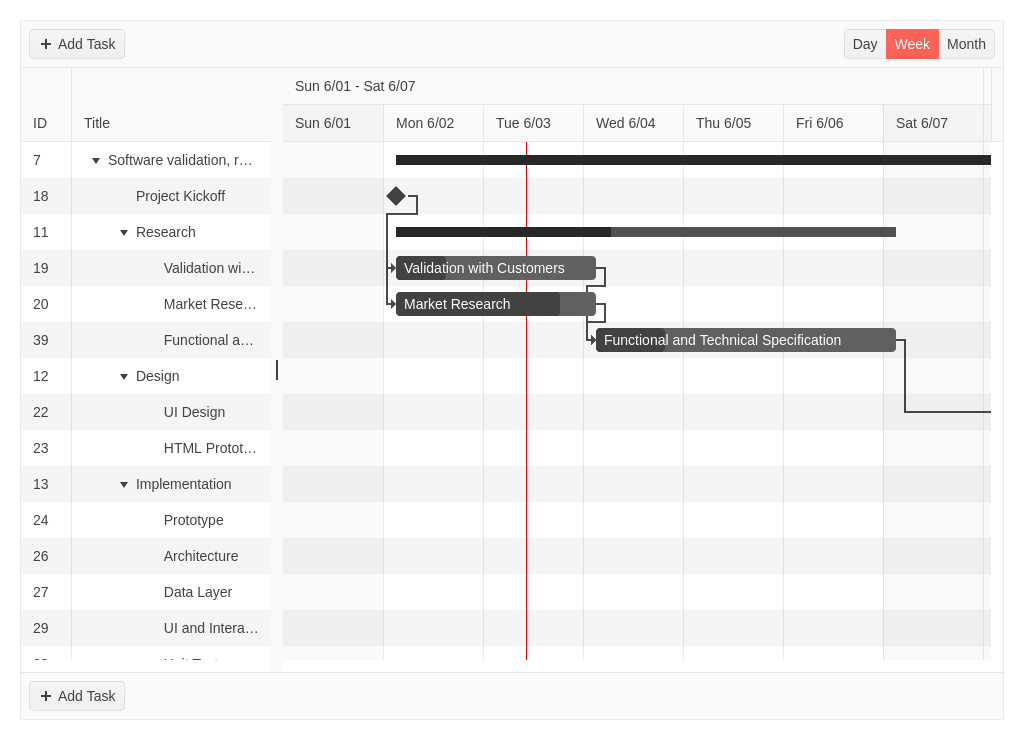 Add Task
Day Week Month
Sun 6/01 - Sat 6/07
ID Title Sun 6/01 Mon 6/02 Tue 6/03 Wed 6/04 Thu 6/05 Fri 6/06 Sat 6/07
7 Software validation, r…
18 Project Kickoff
11 Research
19 Validation wi… Validation with Customers
20 Market Rese… Market Research
39 Functional a… Functional and Technical Specification
12 Design
22 UI Design
23 HTML Protot…
13 Implementation
24 Prototype
26 Architecture
27 Data Layer
29 UI and Intera…
Add Task